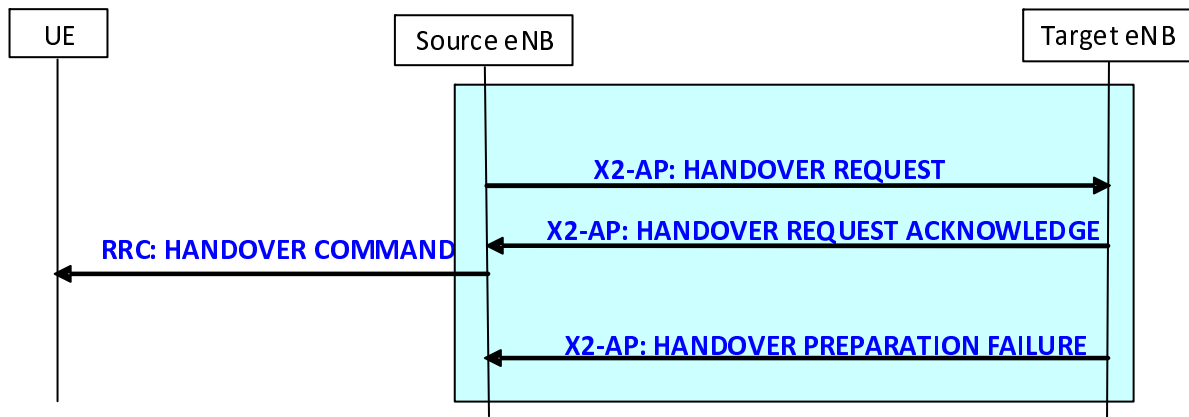 UE
Source eNB
Target eNB
X2-AP: HANDOVER REQUEST
X2-AP: HANDOVER REQUEST ACKNOWLEDGE
RRC: HANDOVER COMMAND
X2-AP: HANDOVER PREPARATION FAILURE